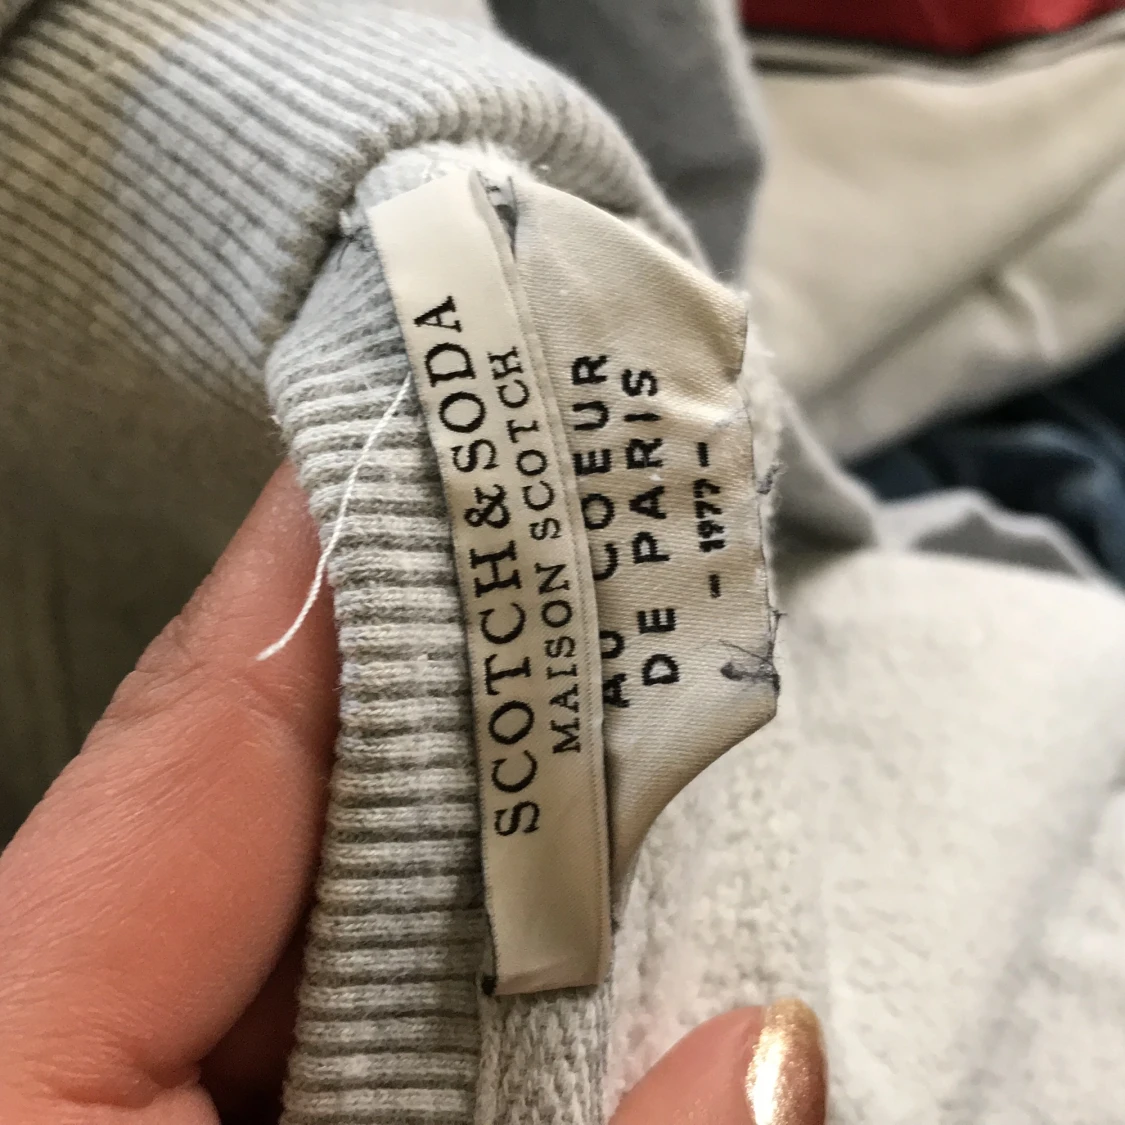 SCOTCH & SODA
MAISON SCOTCH
AU COEUR
DE PARIS
- 1977 -